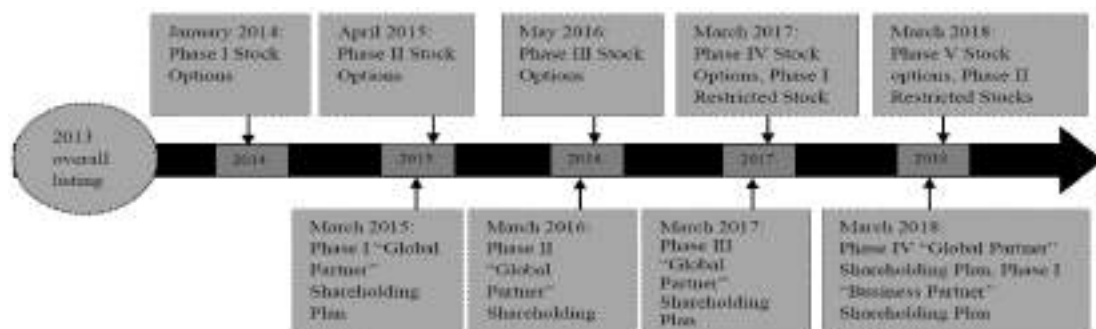 January 2014:
Phase I Stock
Options
April 2015:
Phase II Stock
Options
May 2016:
Phase III Stock
Options
March 2017:
Phase IV Stock
Options, Phase I
Restricted Stock
March 2018:
Phase V Stock
options, Phase II
Restricted Stocks
2013
overall
listing
2014
2015
2016
2017
2018
March 2015:
Phase I "Global
Partner"
Shareholding
Plan
March 2016:
Phase II
"Global
Partner"
Shareholding
March 2017:
Phase III
"Global
Partner"
Shareholding
Plan
March 2018:
Phase IV "Global Partner"
Shareholding Plan, Phase I
"Business Partner"
Shareholding Plan